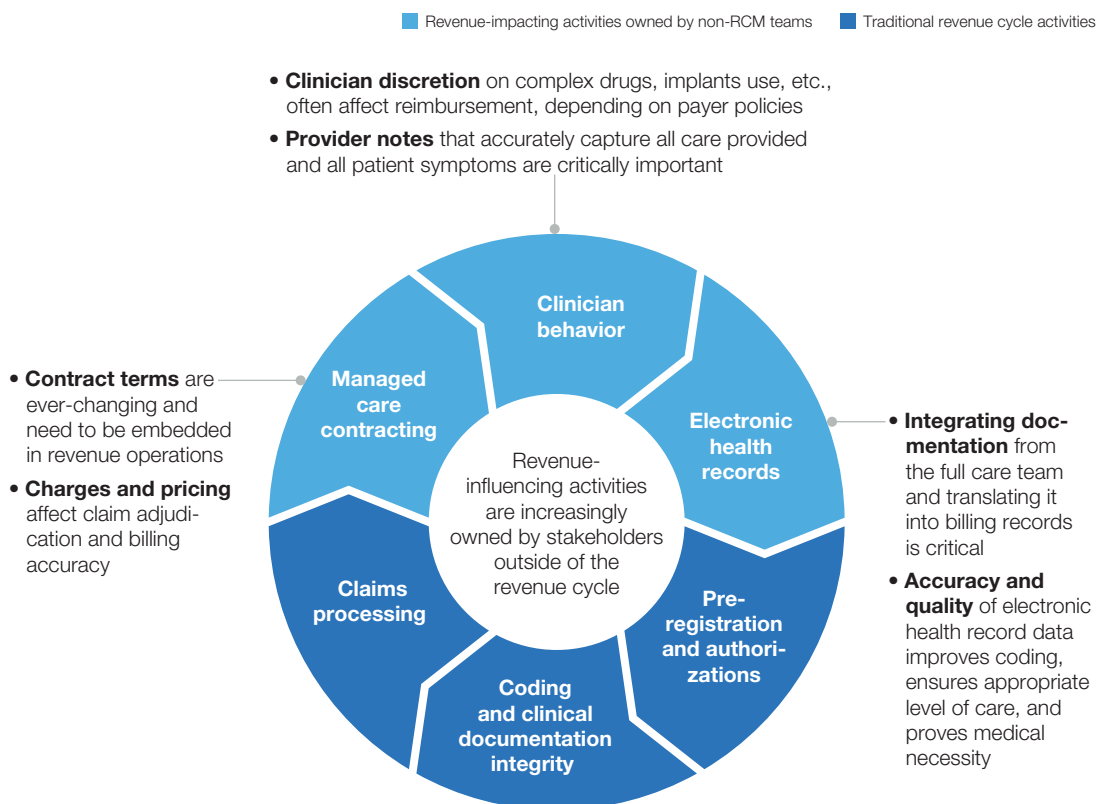 Revenue-impacting activities owned by non-RCM teams
Traditional revenue cycle activities
• Clinician discretion on complex drugs, implants use, etc.,
often affect reimbursement, depending on payer policies
• Provider notes that accurately capture all care provided
and all patient symptoms are critically important
Clinician
behavior
Managed
care
contracting
Electronic
health
records
• Contract terms are
ever-changing and
need to be embedded
in revenue operations
• Charges and pricing
affect claim adjudi-
cation and billing
accuracy
• Integrating doc-
umentation from
the full care team
and translating it
into billing records
is critical
• Accuracy and
quality of electronic
health record data
improves coding,
ensures appropriate
level of care, and
proves medical
necessity
Revenue-
influencing activities
are increasingly
owned by stakeholders
outside of the
revenue cycle
Claims
processing
Pre-
registration
and authori-
zations
Coding
and clinical
documentation
integrity